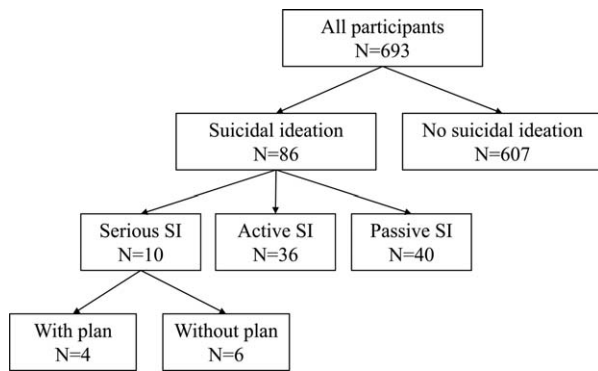 All participants
N=693
Suicidal ideation
N=86
No suicidal ideation
N=607
Serious SI
N=10
Active SI
N=36
Passive SI
N=40
With plan
N=4
Without plan
N=6